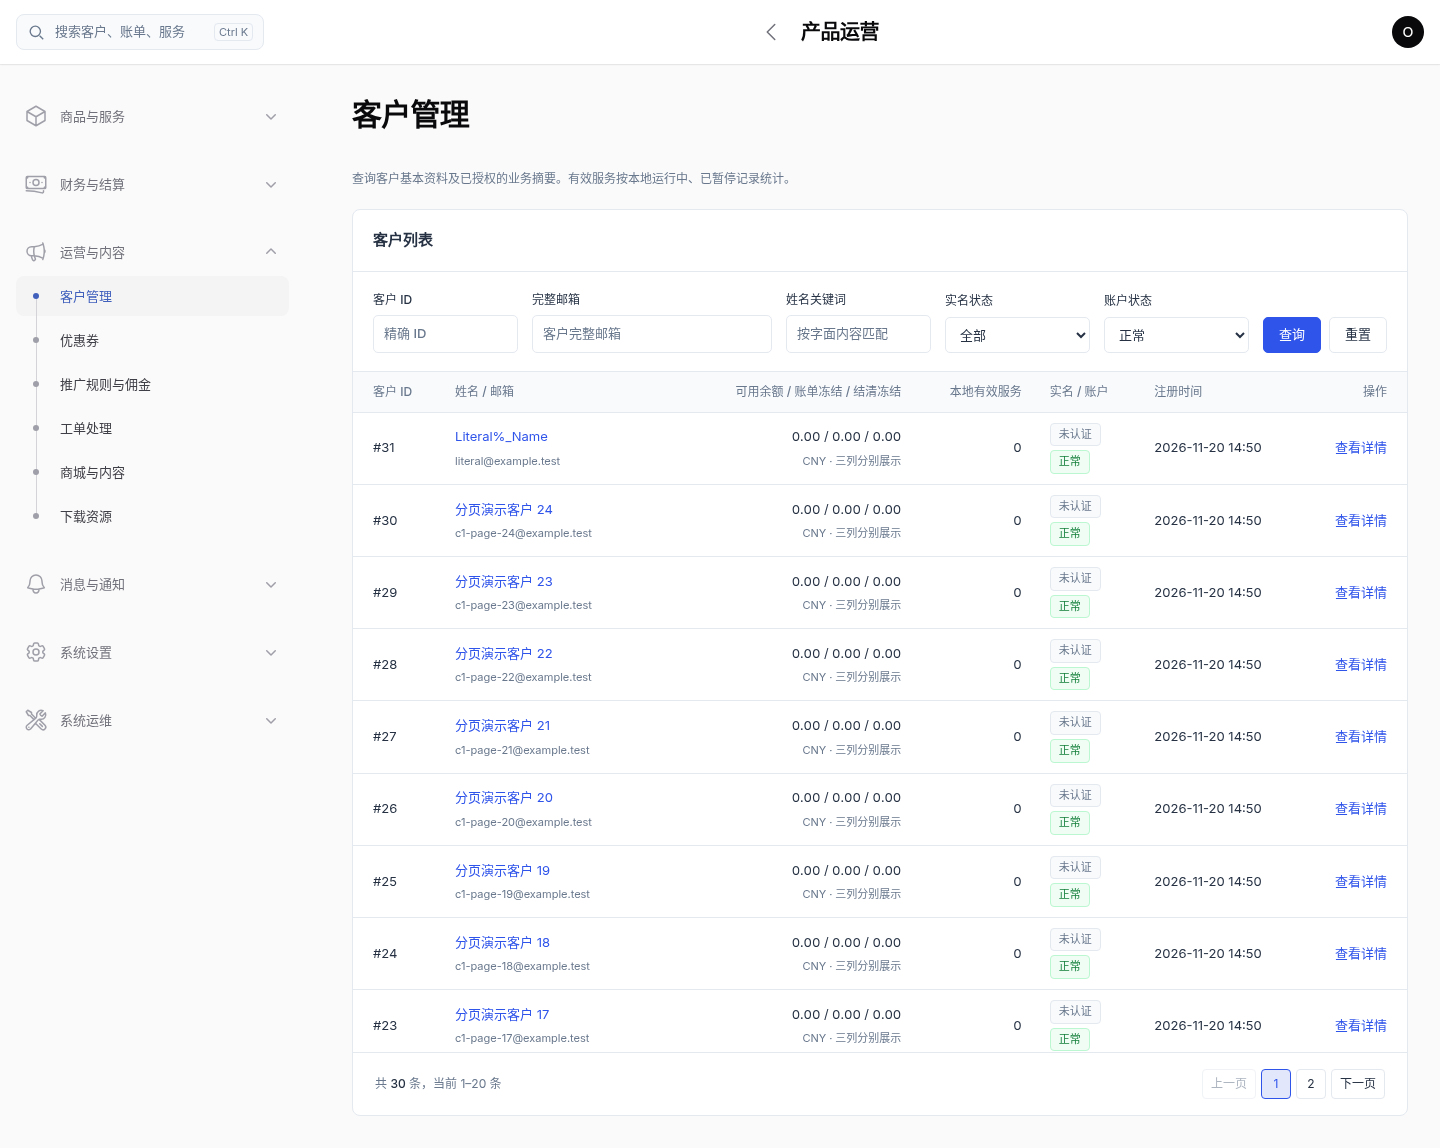 搜索客户、账单、服务 Ctrl K
产品运营
O
商品与服务
财务与结算
运营与内容
客户管理
优惠券
推广规则与佣金
工单处理
商城与内容
下载资源
消息与通知
系统设置
系统运维
客户管理
查询客户基本资料及已授权的业务摘要。有效服务按本地运行中、已暂停记录统计。
客户列表
客户 ID 完整邮箱 姓名关键词 实名状态 账户状态
精确 ID 客户完整邮箱 按字面内容匹配 全部 正常 查询 重置
客户 ID 姓名 / 邮箱 可用余额 / 账单冻结 / 结清冻结 本地有效服务 实名 / 账户 注册时间 操作
#31 Literal%_Name 0.00 / 0.00 / 0.00 0 未认证 2026-11-20 14:50 查看详情
literal@example.test CNY · 三列分别展示 正常
#30 分页演示客户 24 0.00 / 0.00 / 0.00 0 未认证 2026-11-20 14:50 查看详情
c1-page-24@example.test CNY · 三列分别展示 正常
#29 分页演示客户 23 0.00 / 0.00 / 0.00 0 未认证 2026-11-20 14:50 查看详情
c1-page-23@example.test CNY · 三列分别展示 正常
#28 分页演示客户 22 0.00 / 0.00 / 0.00 0 未认证 2026-11-20 14:50 查看详情
c1-page-22@example.test CNY · 三列分别展示 正常
#27 分页演示客户 21 0.00 / 0.00 / 0.00 0 未认证 2026-11-20 14:50 查看详情
c1-page-21@example.test CNY · 三列分别展示 正常
#26 分页演示客户 20 0.00 / 0.00 / 0.00 0 未认证 2026-11-20 14:50 查看详情
c1-page-20@example.test CNY · 三列分别展示 正常
#25 分页演示客户 19 0.00 / 0.00 / 0.00 0 未认证 2026-11-20 14:50 查看详情
c1-page-19@example.test CNY · 三列分别展示 正常
#24 分页演示客户 18 0.00 / 0.00 / 0.00 0 未认证 2026-11-20 14:50 查看详情
c1-page-18@example.test CNY · 三列分别展示 正常
#23 分页演示客户 17 0.00 / 0.00 / 0.00 0 未认证 2026-11-20 14:50 查看详情
c1-page-17@example.test CNY · 三列分别展示 正常
共 30 条，当前 1–20 条 上一页 1 2 下一页